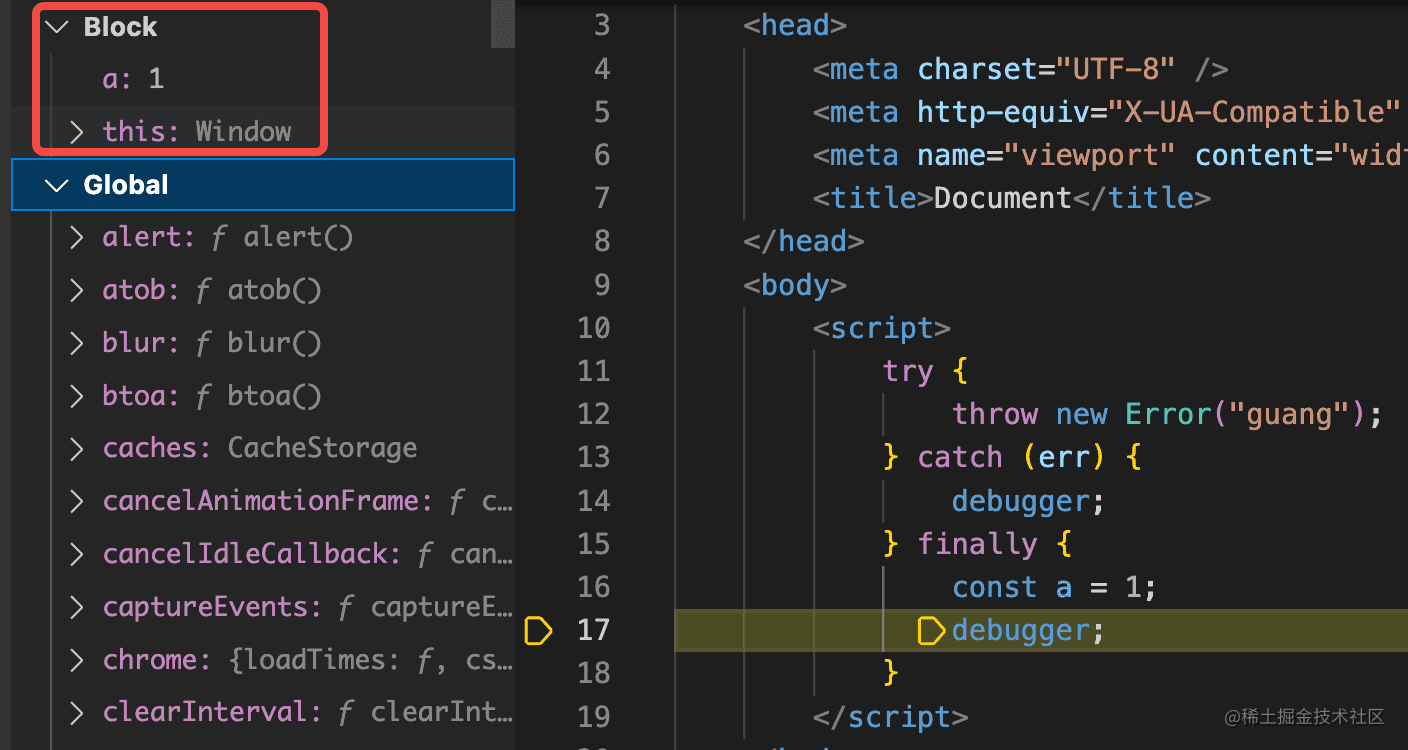 Block
a: 1
this: Window
Global
alert: ƒ alert()
atob: ƒ atob()
blur: ƒ blur()
btoa: ƒ btoa()
caches: CacheStorage
cancelAnimationFrame: ƒ c…
cancelIdleCallback: ƒ can…
captureEvents: ƒ captureE…
chrome: {loadTimes: ƒ, cs…
clearInterval: ƒ clearInt…
3 <head>
4 <meta charset="UTF-8" />
5 <meta http-equiv="X-UA-Compatible"
6 <meta name="viewport" content="widt
7 <title>Document</title>
8 </head>
9 <body>
10 <script>
11 try {
12 throw new Error("guang");
13 } catch (err) {
14 debugger;
15 } finally {
16 const a = 1;
17 debugger;
18 }
19 </script>
@稀土掘金技术社区